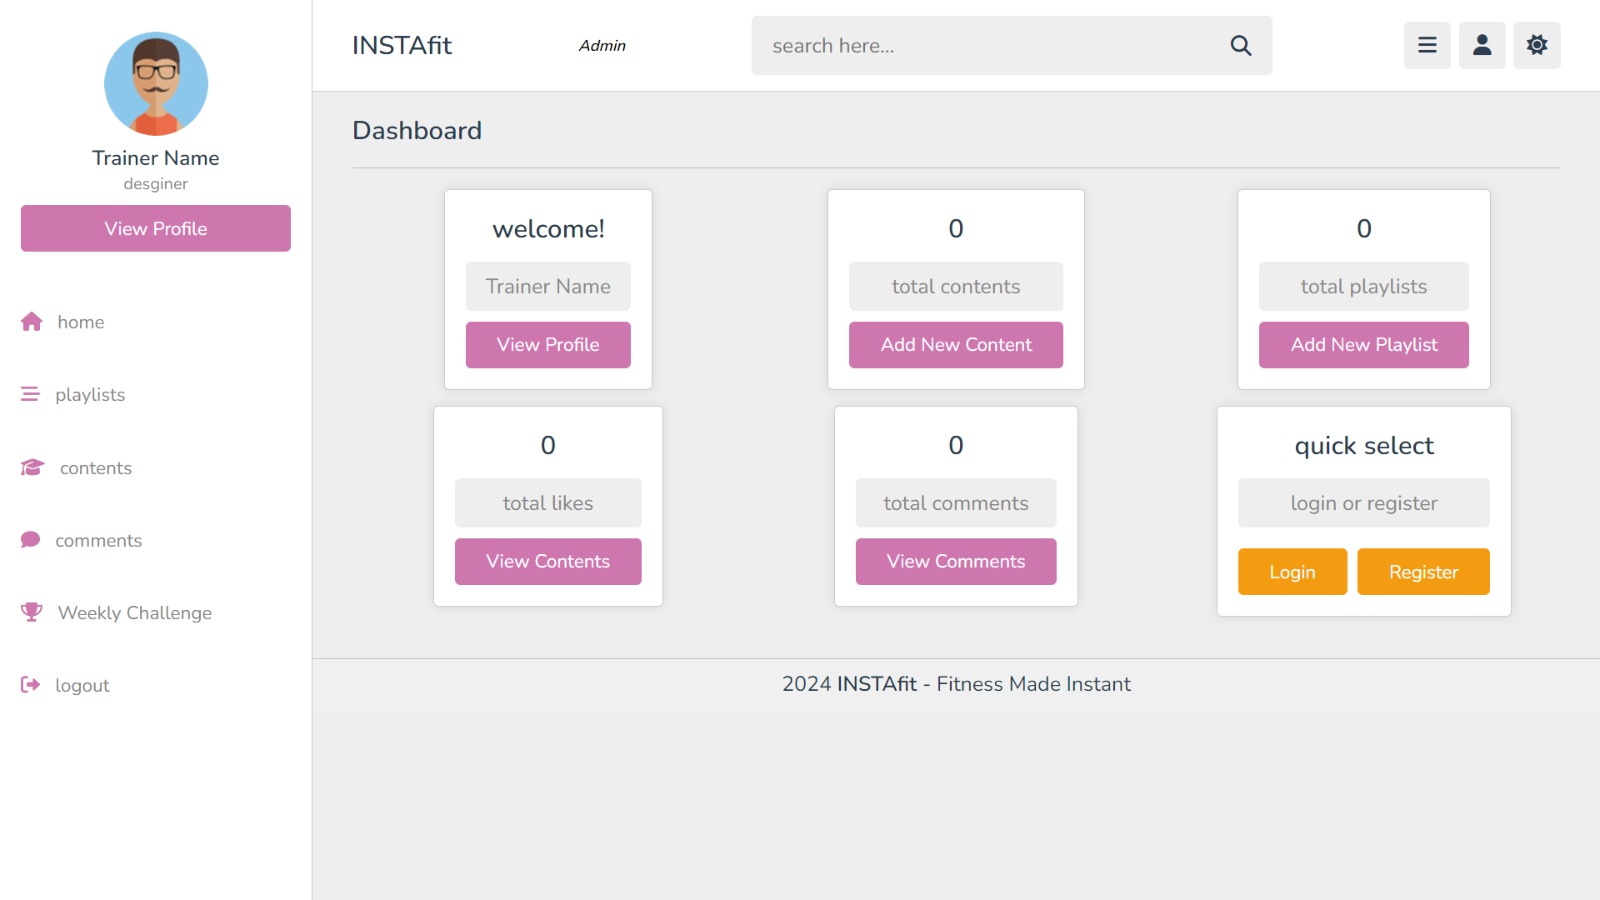 Trainer Name
desginer
View Profile
home
playlists
contents
comments
Weekly Challenge
logout
INSTAfit
Admin
search here...
Dashboard
welcome!
Trainer Name
View Profile
0
total contents
Add New Content
0
total playlists
Add New Playlist
0
total likes
View Contents
0
total comments
View Comments
quick select
login or register
Login
Register
2024 INSTAfit - Fitness Made Instant